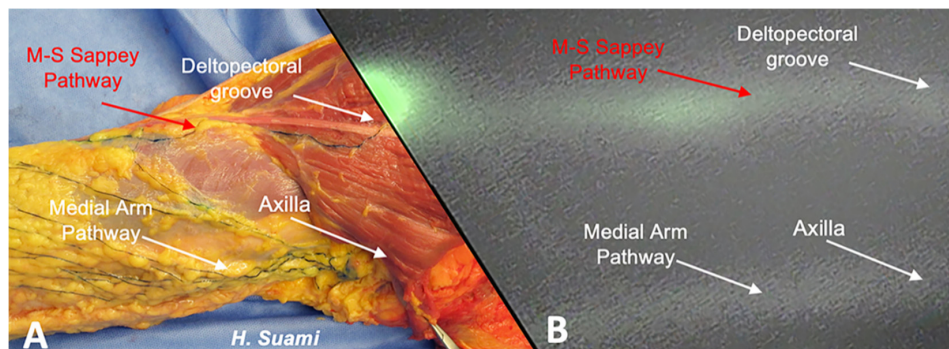 M-S Sappey
Pathway
Deltopectoral
groove
Medial Arm
Pathway
Axilla
A
H. Suami
M-S Sappey
Pathway
Deltopectoral
groove
Medial Arm
Pathway
Axilla
B